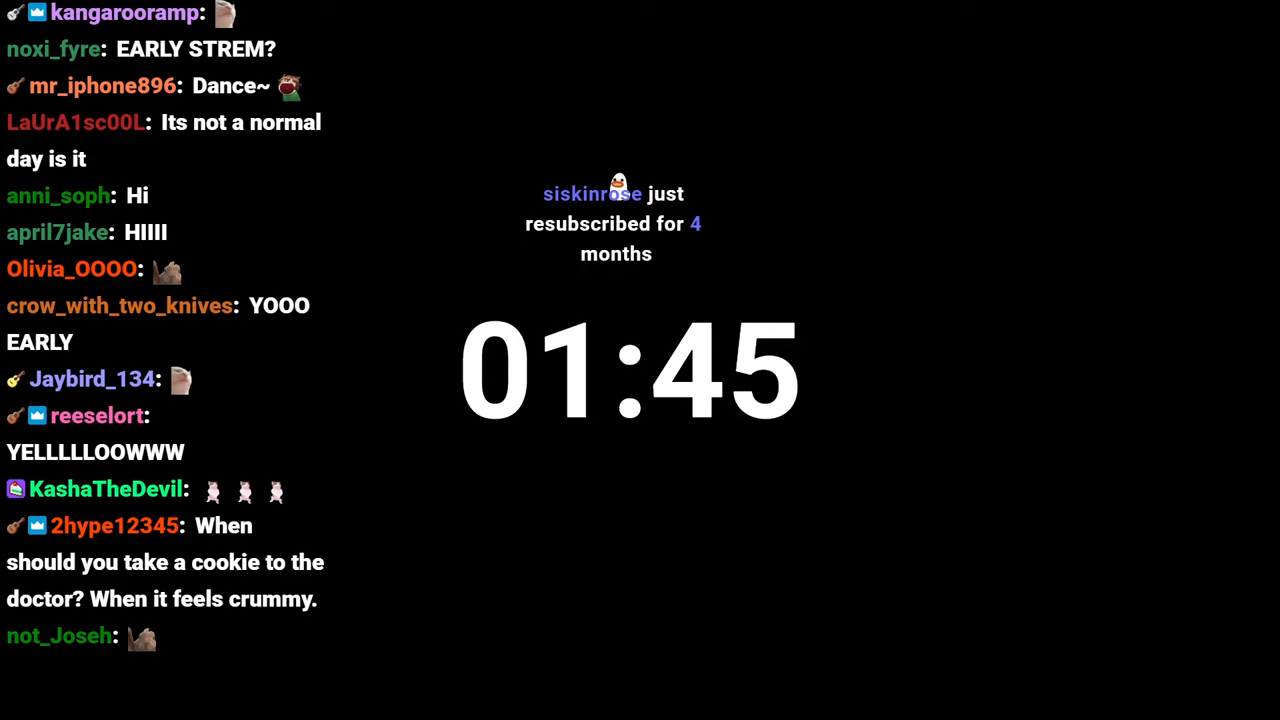 kangarooramp:
noxi_fyre: EARLY STREM?
mr_iphone896: Dance~
LaUrA1sc00L: Its not a normal
day is it
anni_soph: Hi
april7jake: HIIII
Olivia_OOOO:
crow_with_two_knives: YOOO
EARLY
Jaybird_134:
reeselort:
YELLLLLOOWWW
KashaTheDevil:
2hype12345: When
should you take a cookie to the
doctor? When it feels crummy.
not_Joseh:
siskinrose just
resubscribed for 4
months
01:45